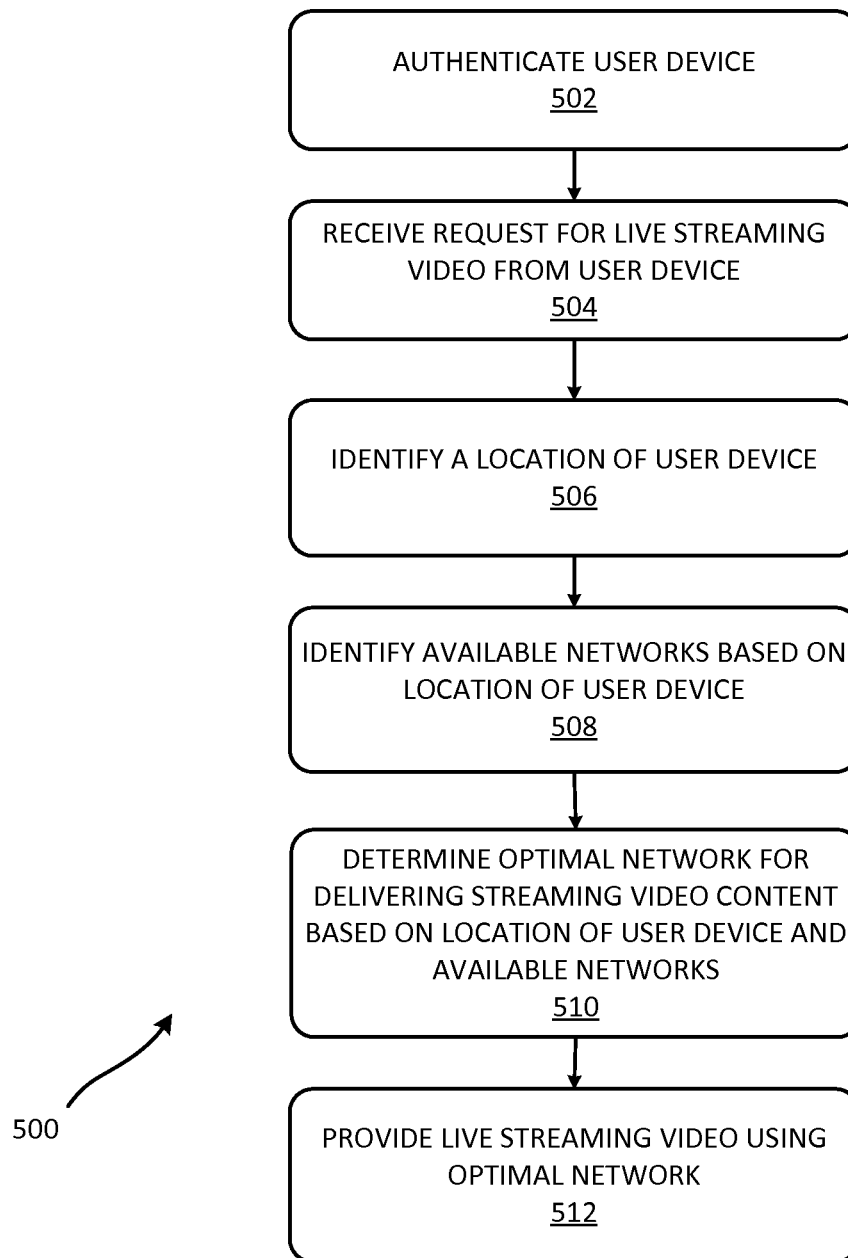 AUTHENTICATE USER DEVICE
502
RECEIVE REQUEST FOR LIVE STREAMING
VIDEO FROM USER DEVICE
504
IDENTIFY A LOCATION OF USER DEVICE
506
IDENTIFY AVAILABLE NETWORKS BASED ON
LOCATION OF USER DEVICE
508
DETERMINE OPTIMAL NETWORK FOR
DELIVERING STREAMING VIDEO CONTENT
BASED ON LOCATION OF USER DEVICE AND
AVAILABLE NETWORKS
510
500
PROVIDE LIVE STREAMING VIDEO USING
OPTIMAL NETWORK
512